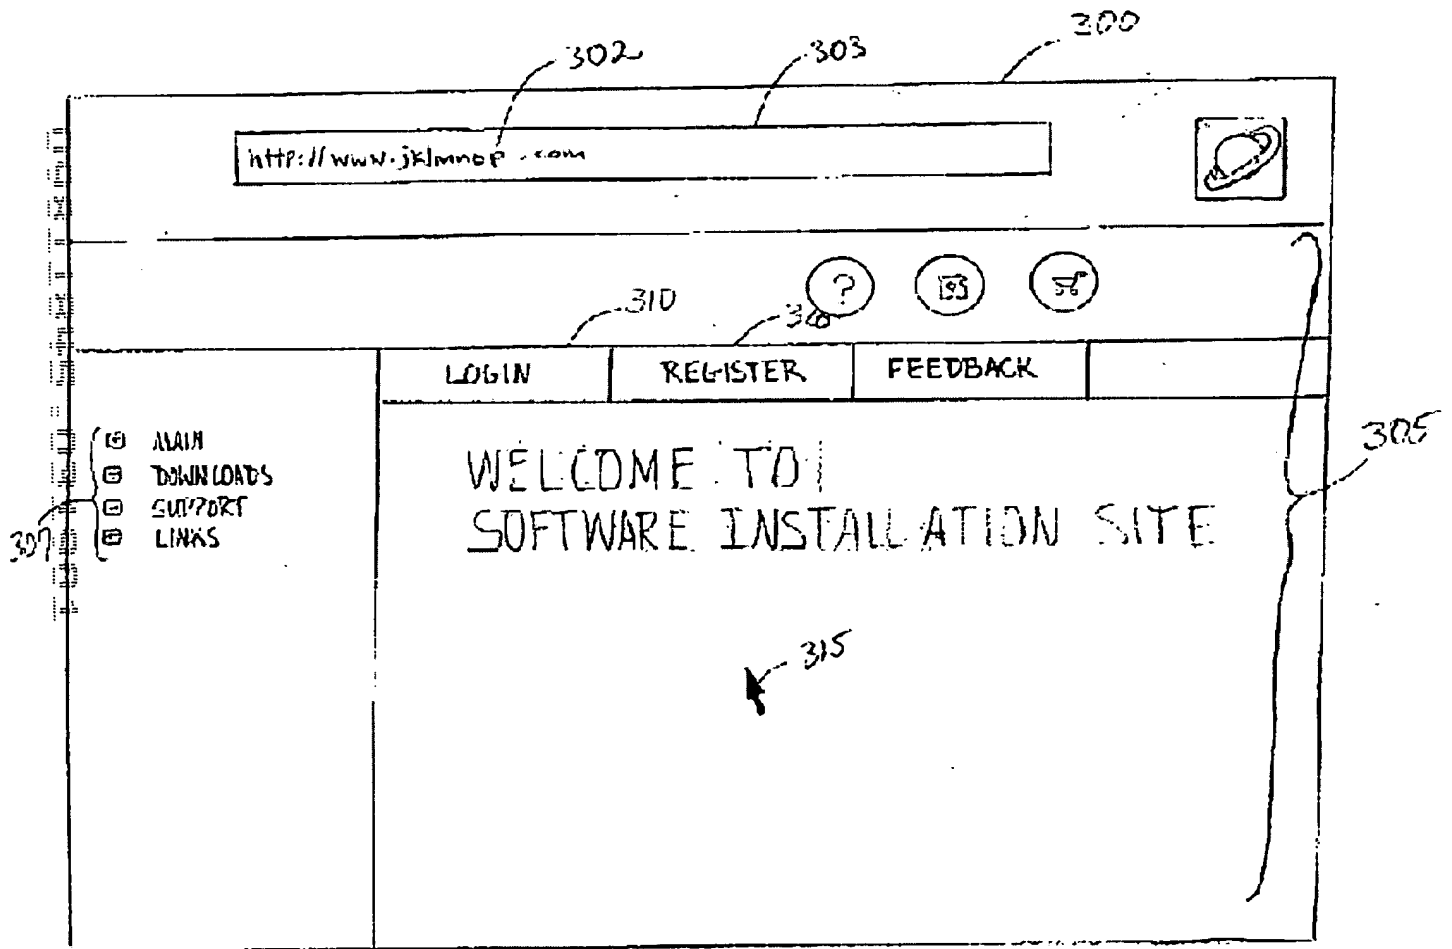 300
302
303
http://www.jklmnop.com
?
310
LOGIN
REGISTER
FEEDBACK
305
MAIN
DOWNLOADS
SUPPORT
LINKS
307
WELCOME TO
SOFTWARE INSTALLATION SITE
315